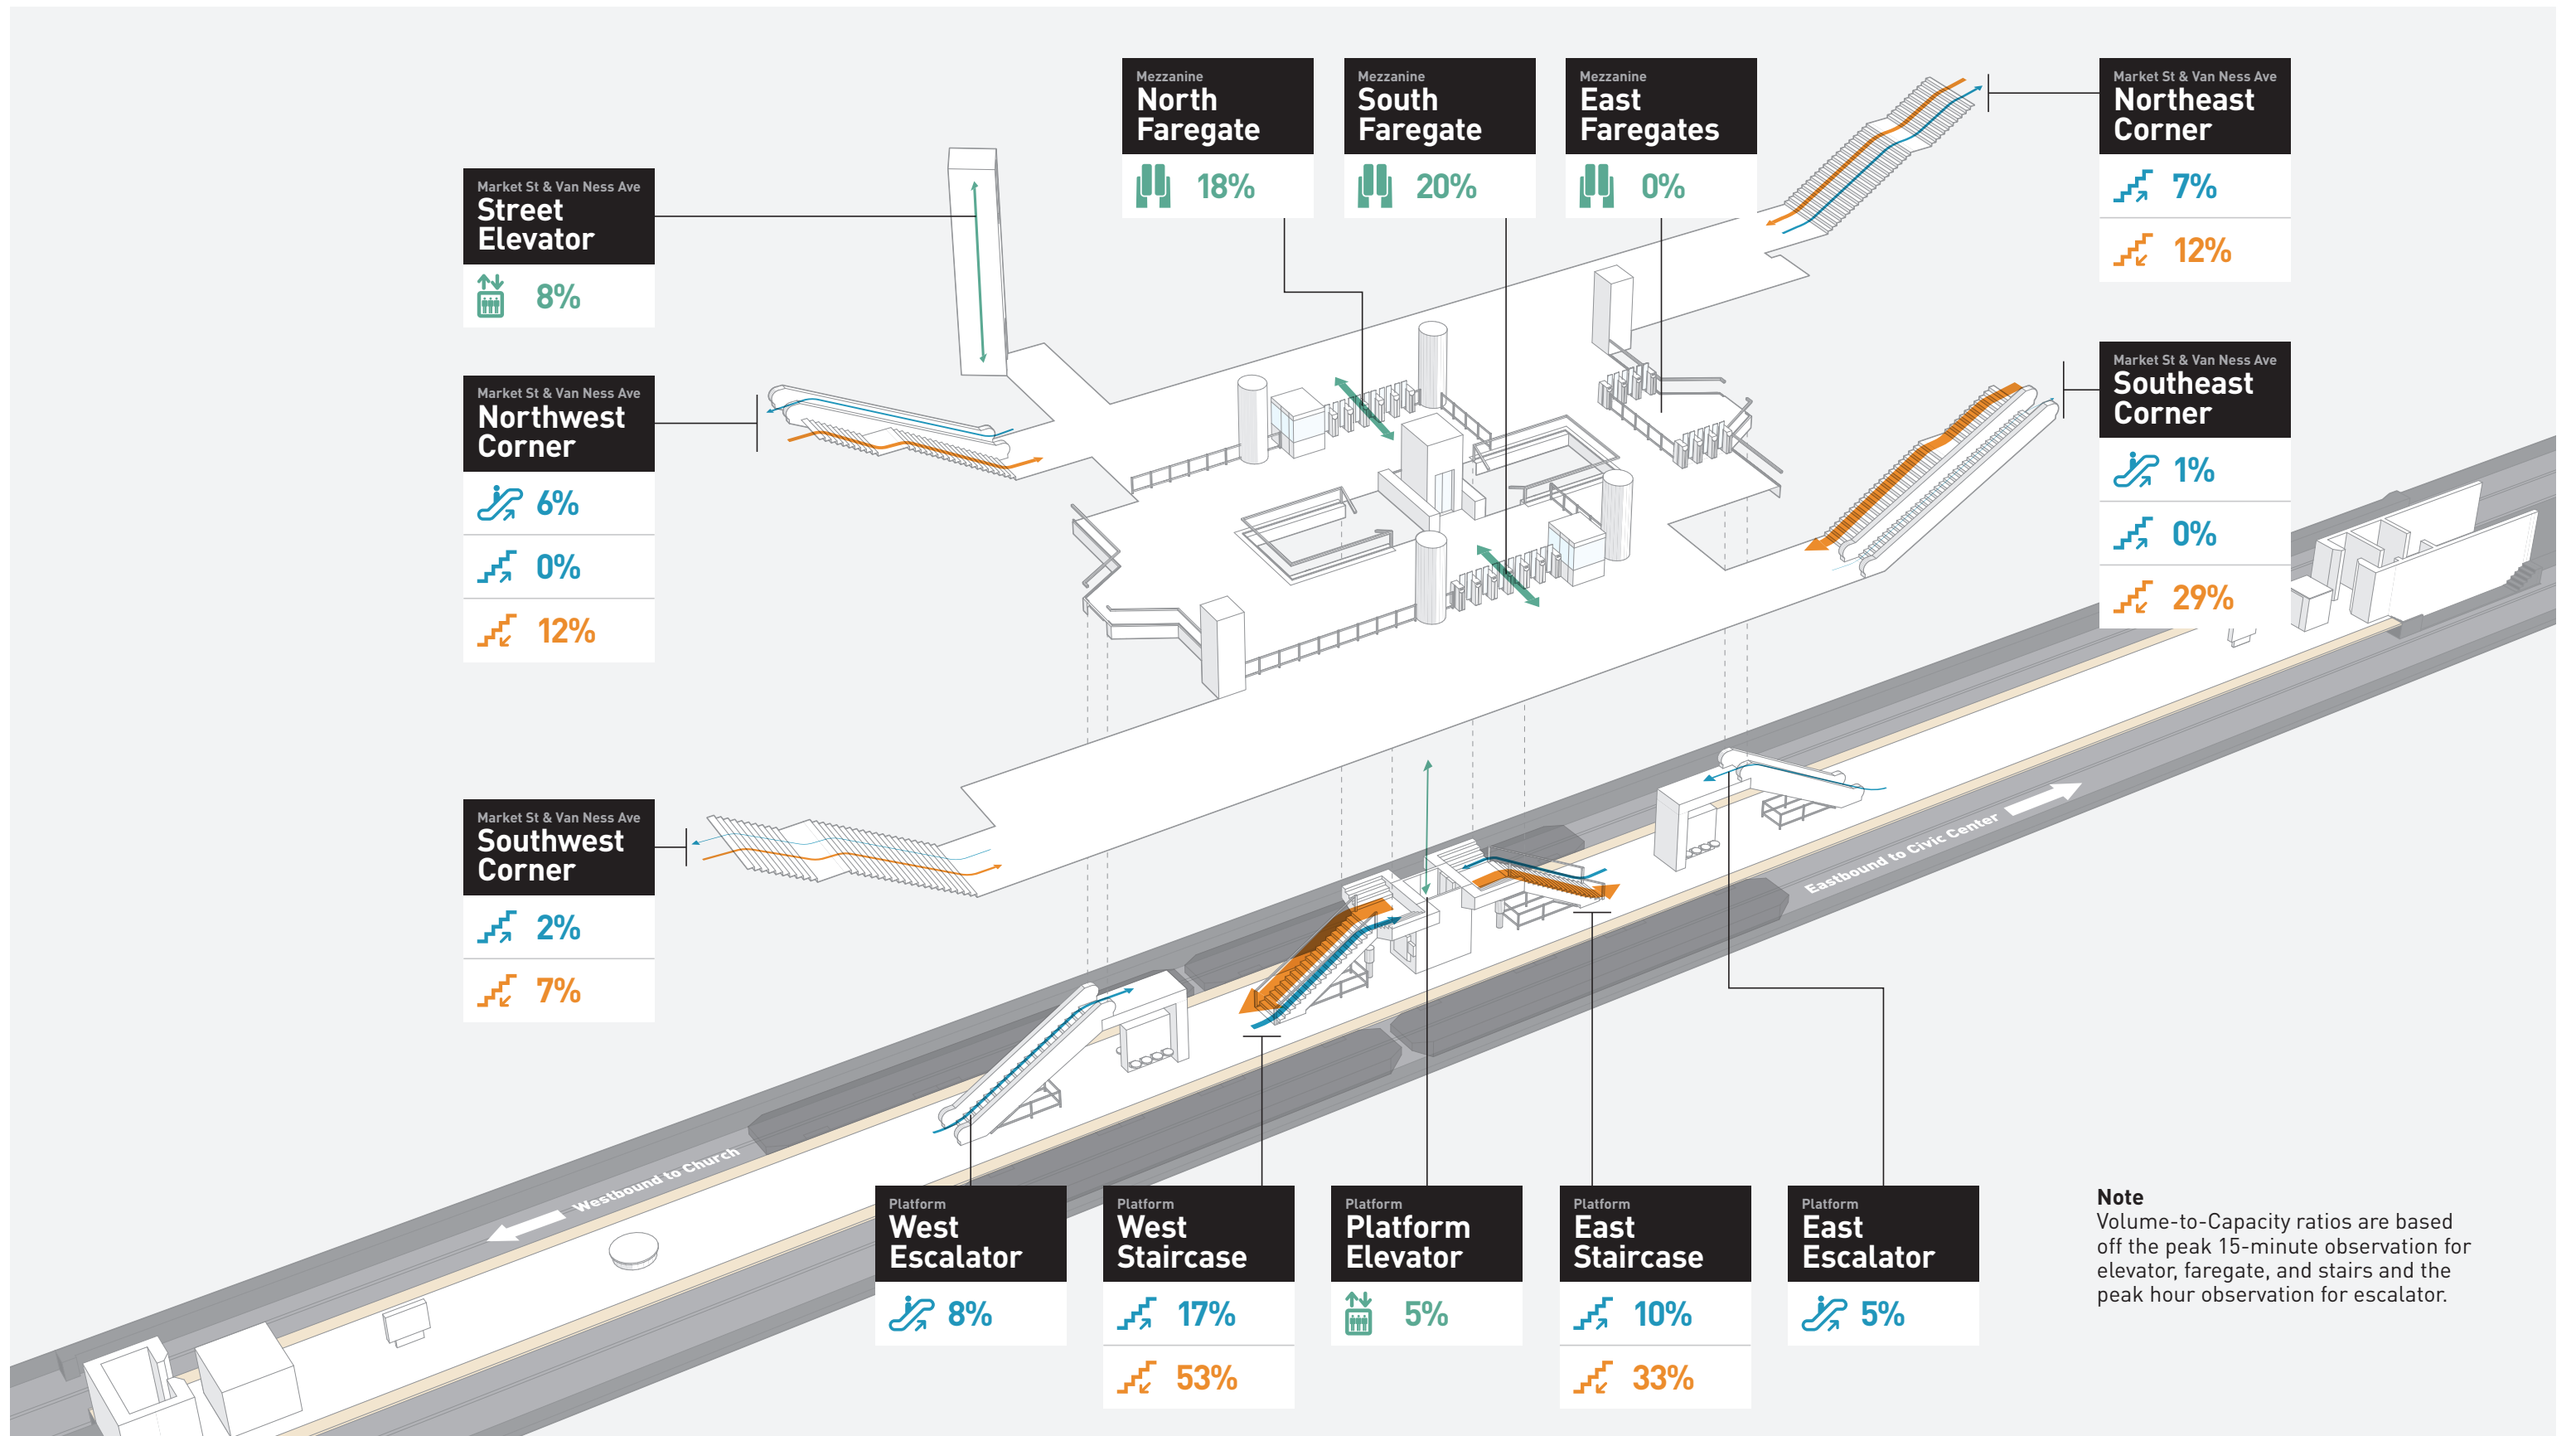 Mezzanine
North
Faregate
18%
Mezzanine
South
Faregate
20%
Mezzanine
East
Faregates
0%
Market St & Van Ness Ave
Northeast
Corner
7%
12%
Market St & Van Ness Ave
Street
Elevator
8%
Market St & Van Ness Ave
Southeast
Corner
1%
0%
29%
Market St & Van Ness Ave
Northwest
Corner
6%
0%
12%
Market St & Van Ness Ave
Southwest
Corner
2%
7%
Eastbound to Civic Center
Westbound to Church
Platform
West
Escalator
8%
Platform
West
Staircase
17%
53%
Platform
Platform
Elevator
5%
Platform
East
Staircase
10%
33%
Platform
East
Escalator
5%
Note
Volume-to-Capacity ratios are based
off the peak 15-minute observation for
elevator, faregate, and stairs and the
peak hour observation for escalator.